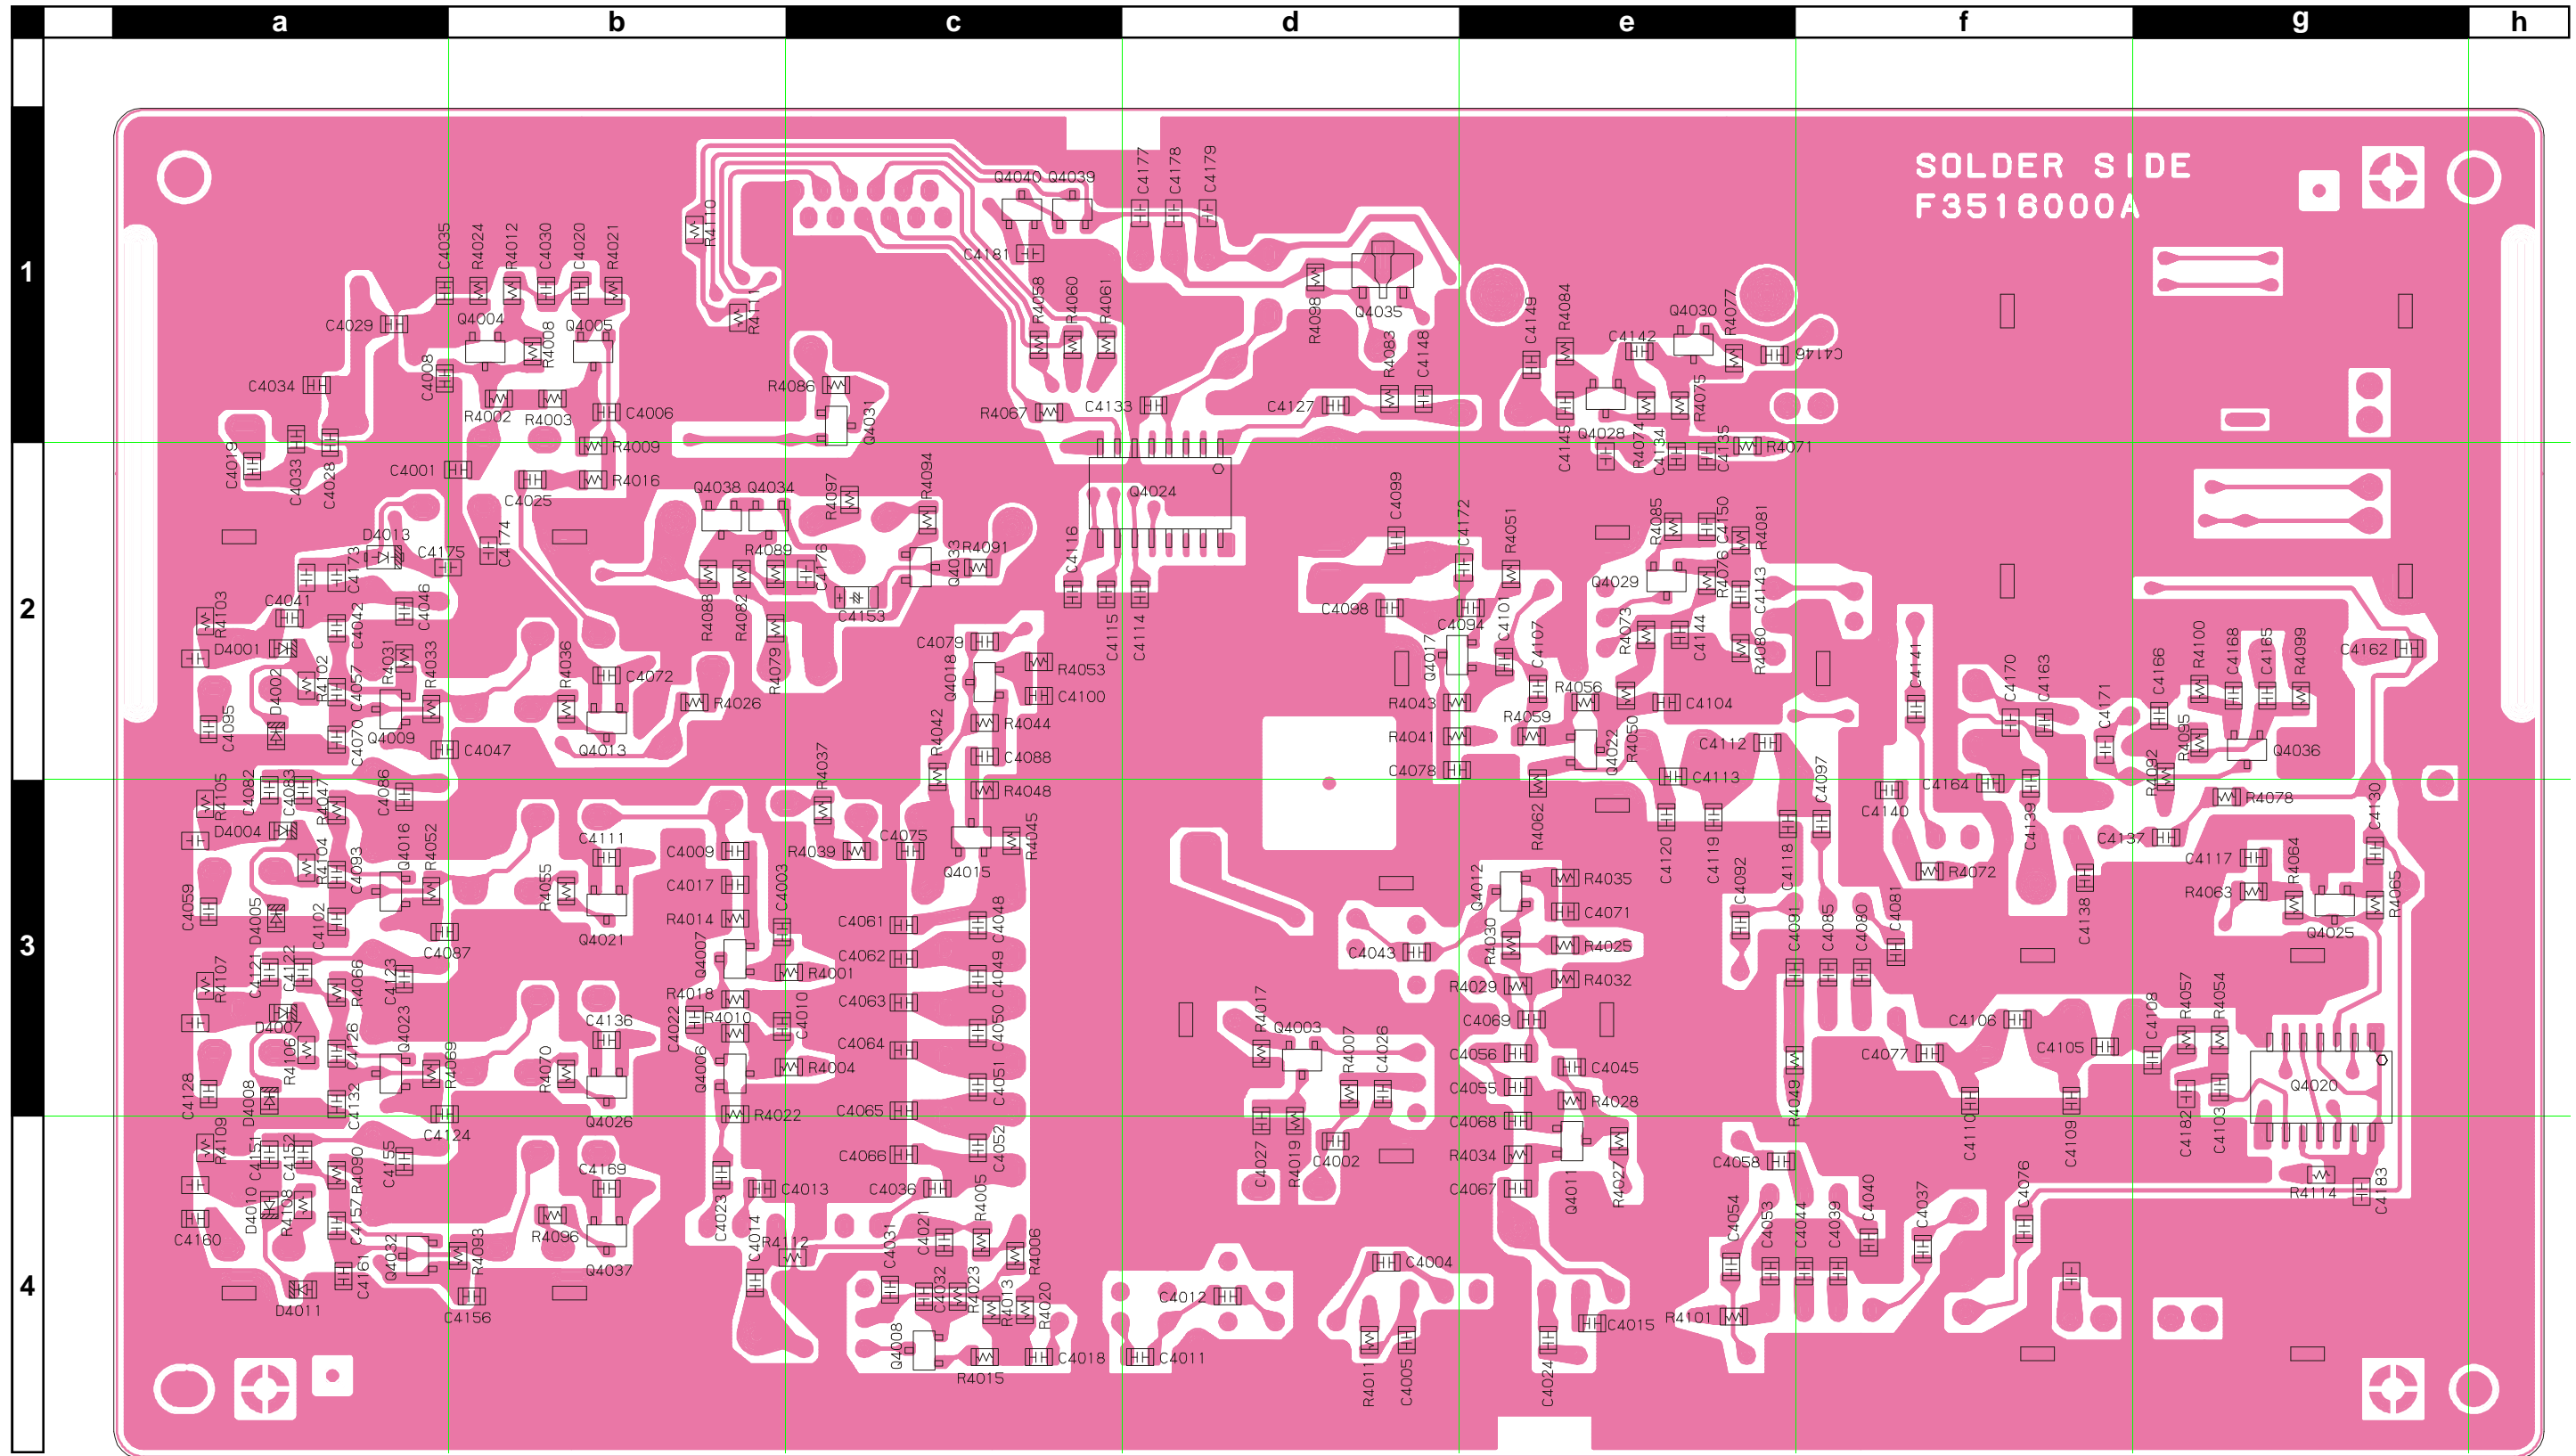 a b c d e f g h
SOLDER SIDE
F3516000A
1
Q4040 Q4039 C4177 C4178 C4179
R4110
C4181
C4035 R4024 R4012 C4030 C4020 R4021
R4111
R4058 R4060 R4061
R4098 Q4035
C4149 R4084 C4142 Q4030 R4077 C4146
C4029 Q4004 R4008 Q4005
R4083 C4148
C4034 C4008 R4002 R4003 C4006
R4086 Q4031 R4067 C4133 C4127
R4075
C4145 Q4028 R4074 C4134 C4135 R4071
C4019 C4033 C4028 C4001 C4025 R4009 R4016
2
Q4038 Q4034 R4097 R4094 Q4024 C4099 C4172 R4051
R4085 C4150 R4081
D4013 C4173 C4175 C4174
R4089 C4176 Q4033 R4091 C4116
Q4029 R4076 C4143
R4103 C4041 C4042 C4046
R4088 R4082 R4079 C4153
C4115 C4114 C4098 C4094 C4101 C4107
R4073 C4144 R4080
D4001 D4002 R4102 C4057 R4031 R4033
R4036 C4072 R4026
C4079 Q4018 R4053 C4100
Q4017 R4043 R4056 C4104
C4141 C4170 C4163 C4171 C4166 R4100 C4168 C4165 R4099 C4162
C4095 C4070 Q4009 C4047 Q4013
R4037 R4042 R4044 C4088
R4041 R4059 Q4022 R4050 C4112
C4078 C4113 C4097
R4092 R4095 Q4036
3
R4105 C4082 C4083 R4047 C4086
R4048 R4062
C4140 C4164 C4139 R4078 C4130
D4004 R4104 C4093 Q4016 R4052
C4111 C4009 R4039 C4075 Q4015 R4045
C4120 C4119 C4118 C4137 C4117
C4059 D4005 C4102 R4055 Q4021
C4017 R4014 C4003
Q4012 R4035 C4071 C4092
R4072 C4138 R4063 R4064 Q4025 R4065
C4087 Q4007 C4061 C4048
C4043 R4030 R4025
C4091 C4085 C4080 C4081
R4107 C4121 C4122 R4066 C4123
R4001 C4062 C4049
R4029 R4032
D4007 Q4023 C4136 C4022 R4018 R4010 C4010
C4063 C4050 R4017 Q4003 C4069
C4106 C4105 C4108 R4057 R4054
R4106 C4126 R4069 R4070 Q4006 R4004
C4064 C4051 R4007 C4026 C4056 C4045
R4049 C4077 Q4020
C4128 D4008 C4132 C4124 Q4026 R4022
C4065 C4055 R4028 C4068
C4110 C4109 C4182 C4103
4
R4109 C4151 C4152 R4090 C4155
C4169 C4066 C4052
C4027 R4019 C4002 R4034 Q4011 R4027 C4058
R4114 C4183
D4010 R4108 C4157 C4160
C4023 C4013 C4036 R4005 C4067
C4054 C4053 C4044 C4039 C4040 C4037 C4076
Q4032 R4093 R4096 Q4037 C4014 R4112
C4031 C4021 R4006 C4004
D4011 C4161 C4156
C4032 R4023 R4013 R4020 C4012
C4015 R4101
Q4008 R4015 C4018 C4011 R4011 C4005 C4024